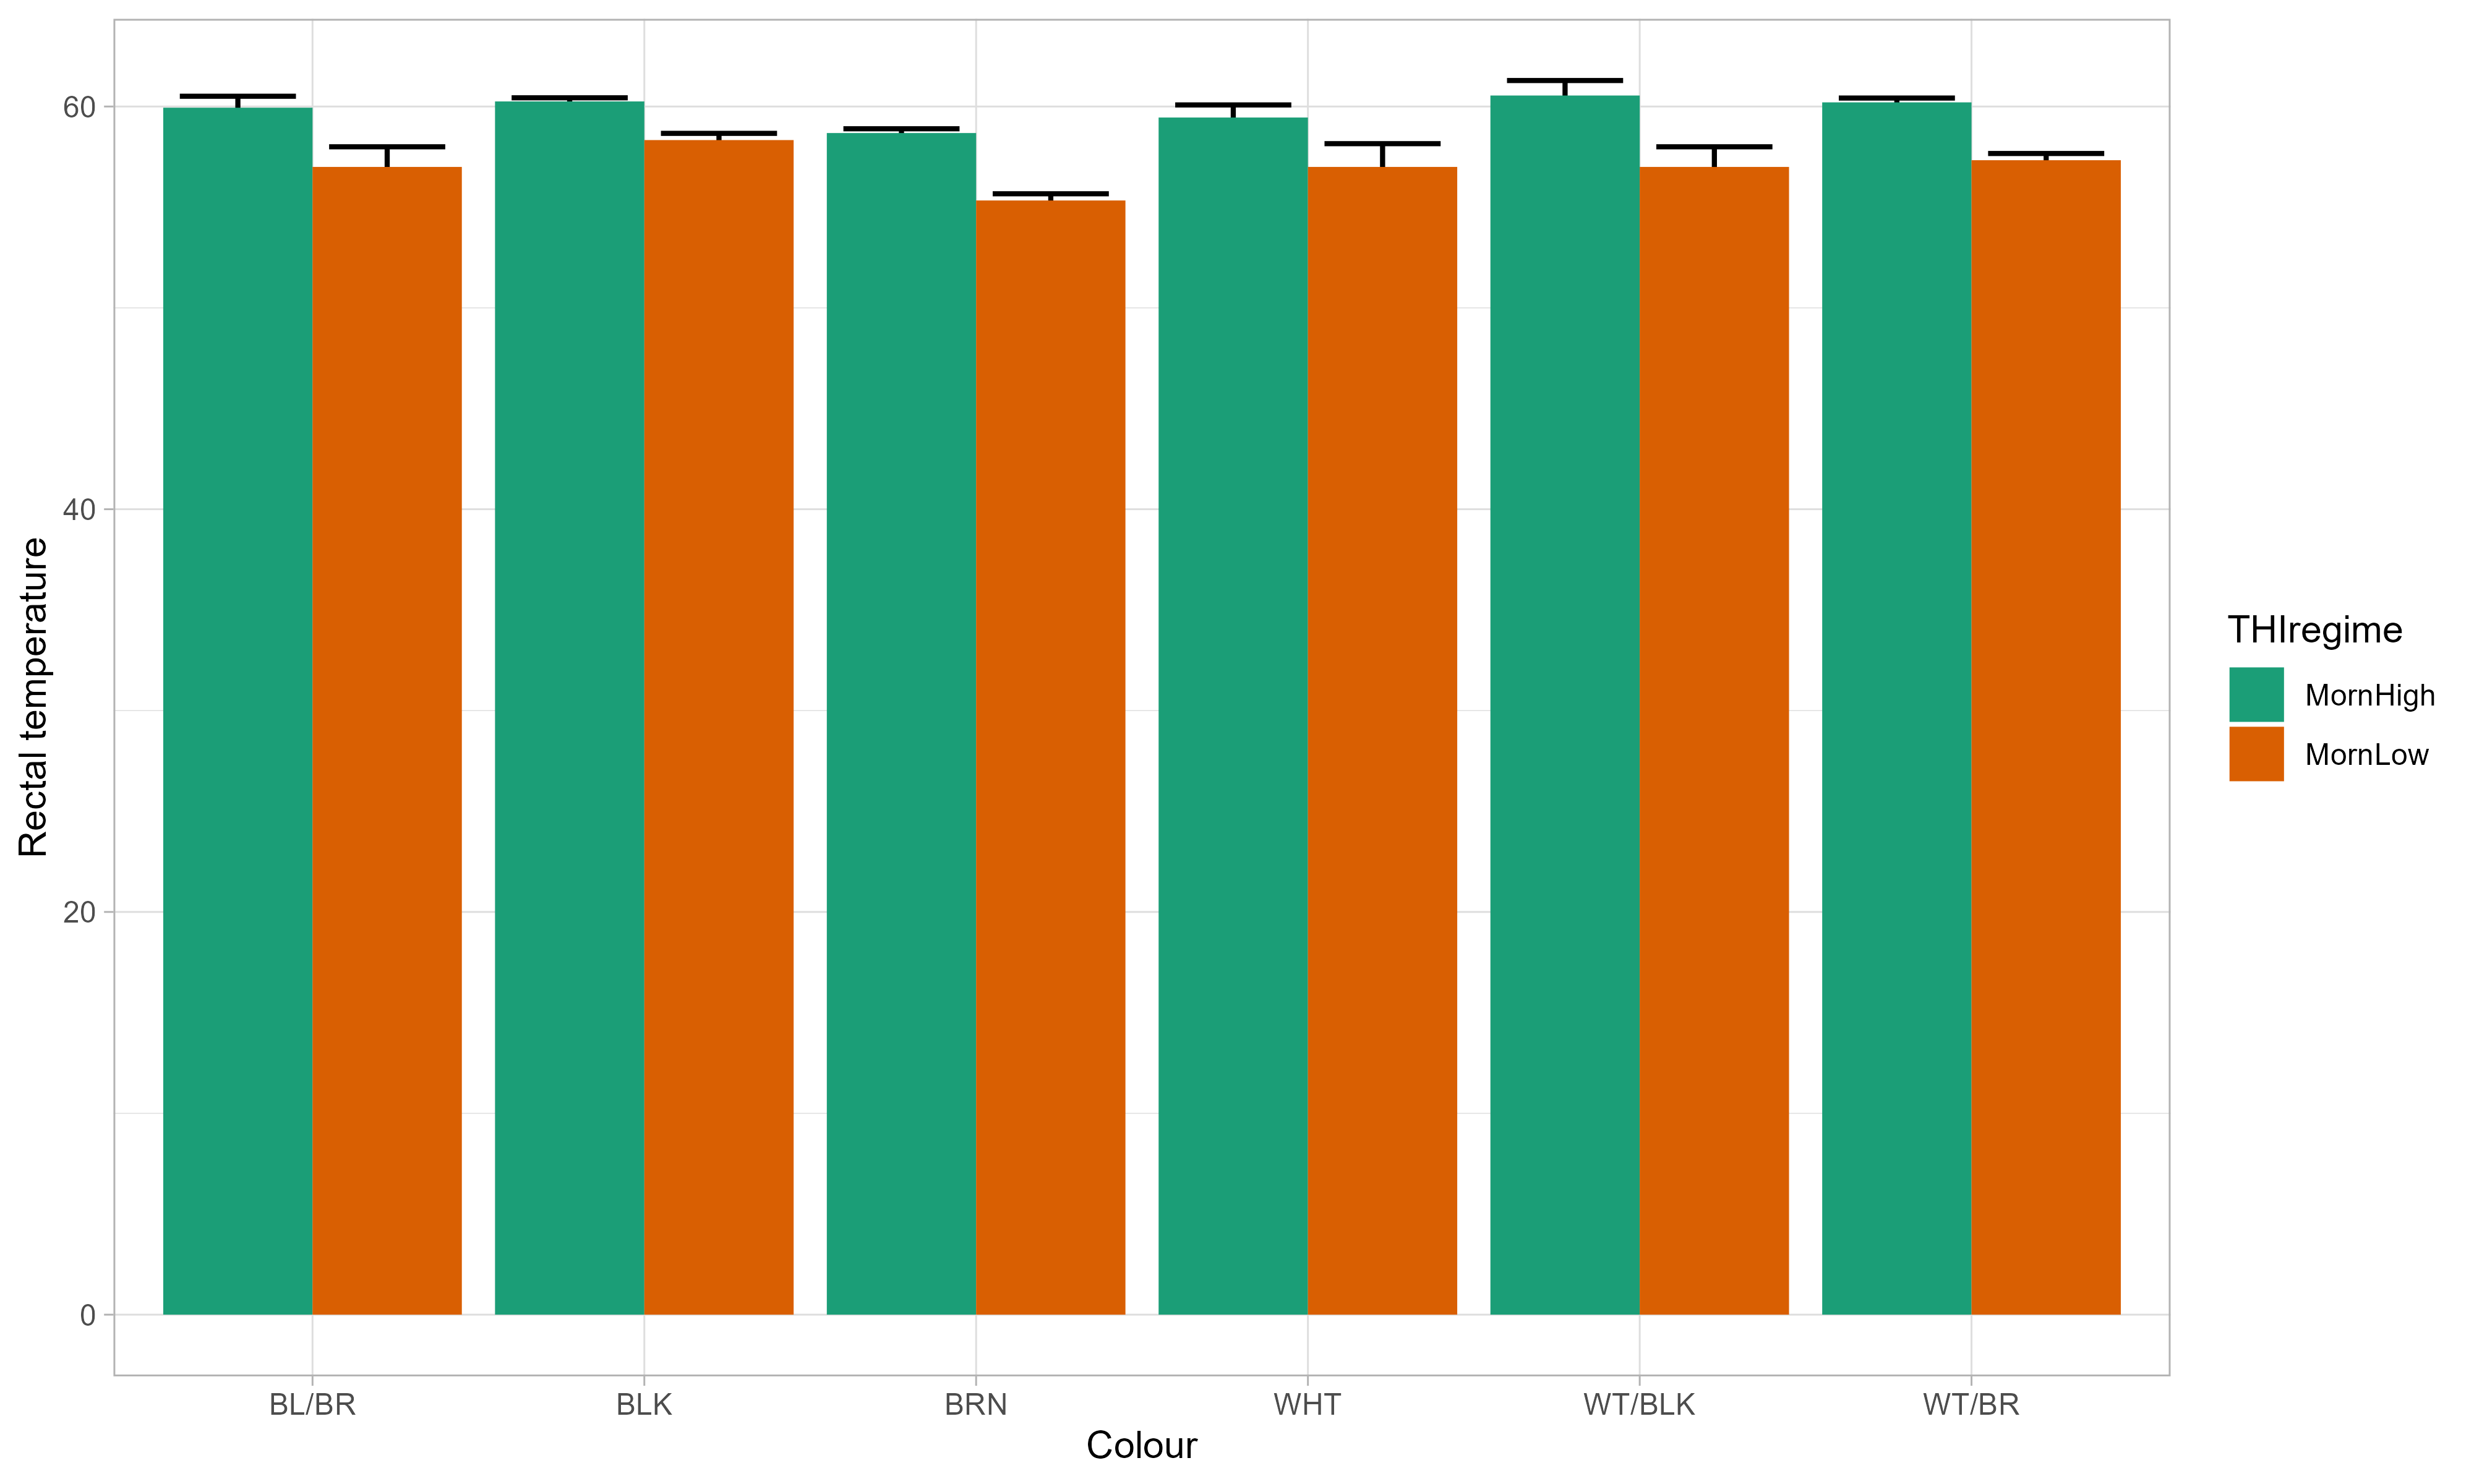 60
40
20
0
Rectal temperature
BL/BR BLK BRN WHT WT/BLK WT/BR
Colour
THIregime
MornHigh
MornLow